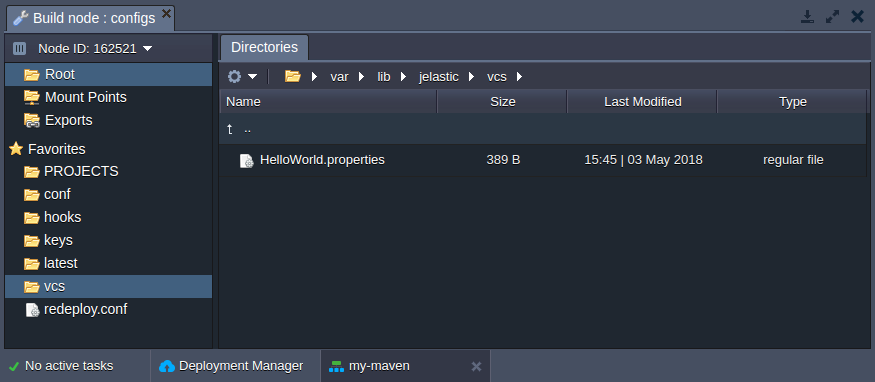 Build node : configs
Node ID: 162521
Root
Mount Points
Exports
Favorites
PROJECTS
conf
hooks
keys
latest
vcs
redeploy.conf
Directories
var lib jelastic vcs
Name Size Last Modified Type
..
HelloWorld.properties 389 B 15:45 | 03 May 2018 regular file
No active tasks Deployment Manager my-maven